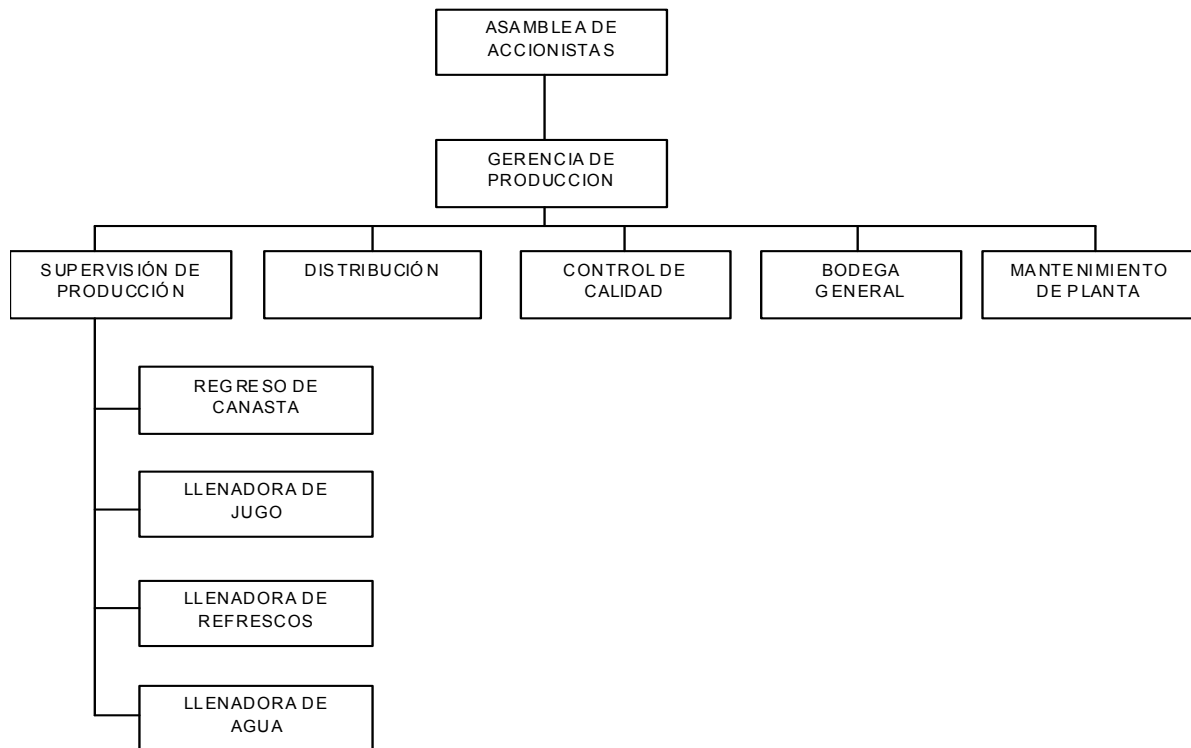 ASAMBLEA DE
ACCIONISTAS
GERENCIA DE
PRODUCCION
SUPERVISIÓN DE
PRODUCCIÓN
DISTRIBUCIÓN
CONTROL DE
CALIDAD
BODEGA
GENERAL
MANTENIMIENTO
DE PLANTA
REGRESO DE
CANASTA
LLENADORA DE
JUGO
LLENADORA DE
REFRESCOS
LLENADORA DE
AGUA